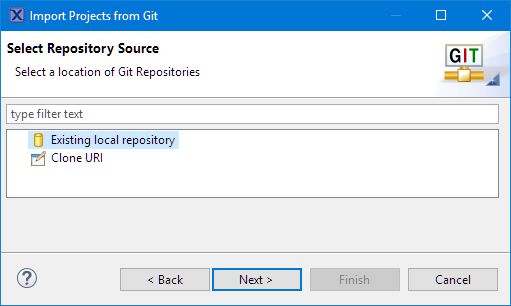 Import Projects from Git
Select Repository Source
Select a location of Git Repositories
GIT
type filter text
Existing local repository
Clone URI
?
< Back
Next >
Finish
Cancel